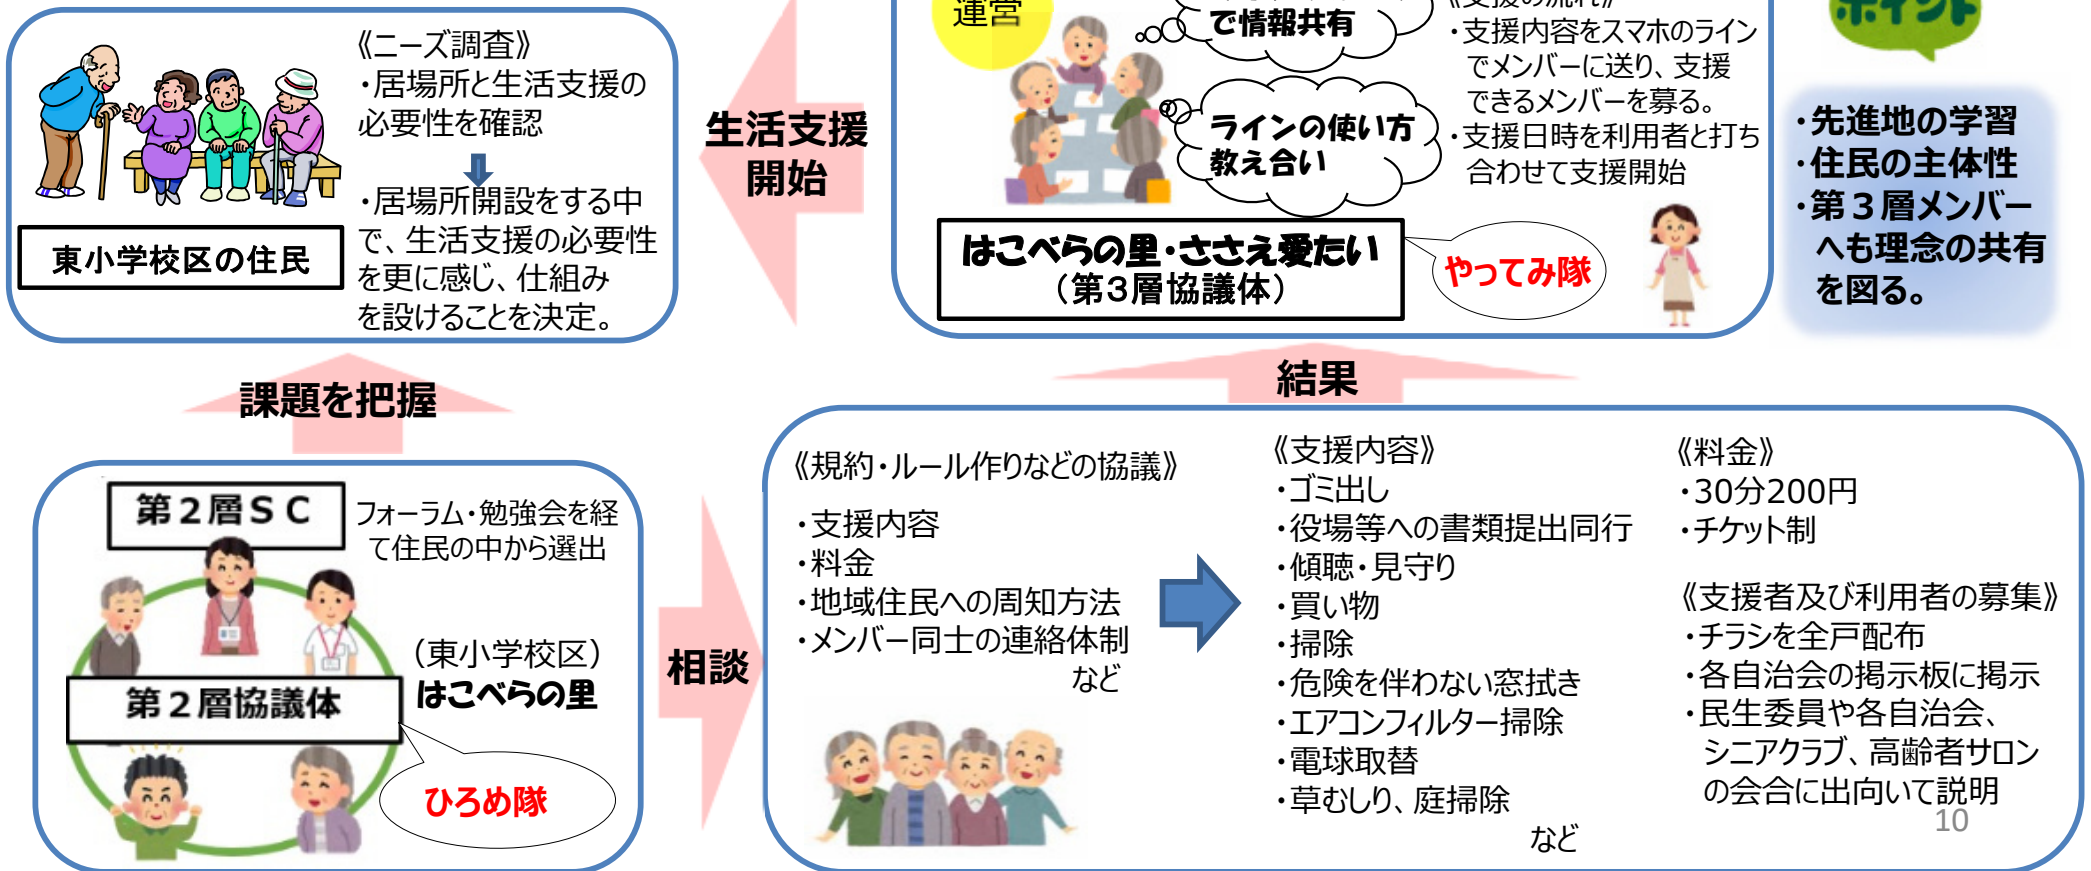 《ニーズ調査》
・居場所と生活支援の
必要性を確認
・居場所開設をする中
で、生活支援の必要性
を更に感じ、仕組み
を設けることを決定。
東小学校区の住民
生活支援
開始
運営
で情報共有
ラインの使い方
教え合い
《支援の流れ》
・支援内容をスマホのライン
でメンバーに送り、支援
できるメンバーを募る。
・支援日時を利用者と打ち
合わせて支援開始
はこべらの里・ささえ愛たい
（第3層協議体）
やってみ隊
ポイント
・先進地の学習
・住民の主体性
・第３層メンバー
へも理念の共有
を図る。
課題を把握
結果
第２層ＳＣ
フォーラム・勉強会を経
て住民の中から選出
（東小学校区）
はこべらの里
第２層協議体
ひろめ隊
相談
《規約・ルール作りなどの協議》
・支援内容
・料金
・地域住民への周知方法
・メンバー同士の連絡体制
など
《支援内容》
・ゴミ出し
・役場等への書類提出同行
・傾聴・見守り
・買い物
・掃除
・危険を伴わない窓拭き
・エアコンフィルター掃除
・電球取替
・草むしり、庭掃除
など
《料金》
・30分200円
・チケット制
《支援者及び利用者の募集》
・チラシを全戸配布
・各自治会の掲示板に掲示
・民生委員や各自治会、
シニアクラブ、高齢者サロン
の会合に出向いて説明
10